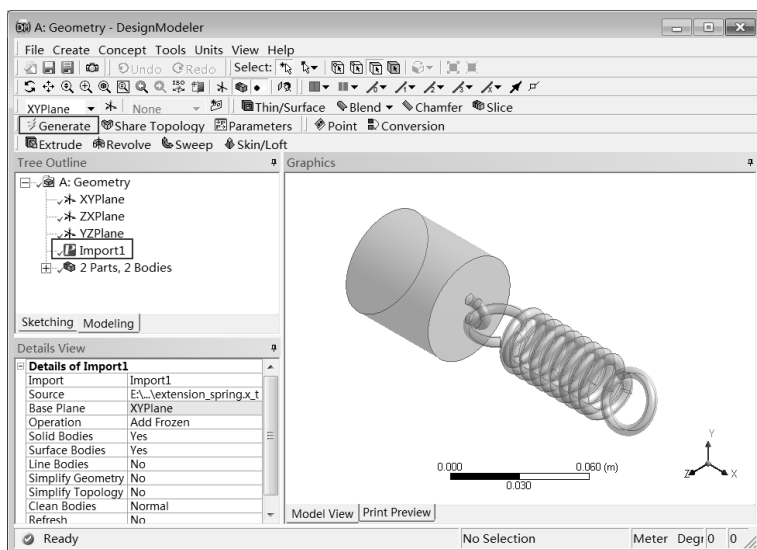 A: Geometry - DesignModeler
File Create Concept Tools Units View Help
Undo Redo Select:
ISO
XYPlane None Thin/Surface Blend Chamfer Slice
Generate Share Topology Parameters Point Conversion
Extrude Revolve Sweep Skin/Loft
Tree Outline
A: Geometry
XYPlane
ZXPlane
YZPlane
Import1
2 Parts, 2 Bodies
Sketching Modeling
Details View
Details of Import1
Import Import1
Source E:\...\extension_spring.x_t
Base Plane XYPlane
Operation Add Frozen
Solid Bodies Yes
Surface Bodies Yes
Line Bodies No
Simplify Geometry No
Simplify Topology No
Clean Bodies Normal
Refresh No
Graphics
0.000 0.060 (m)
0.030
Y
Z X
Model View Print Preview
Ready No Selection Meter Degr 0 0